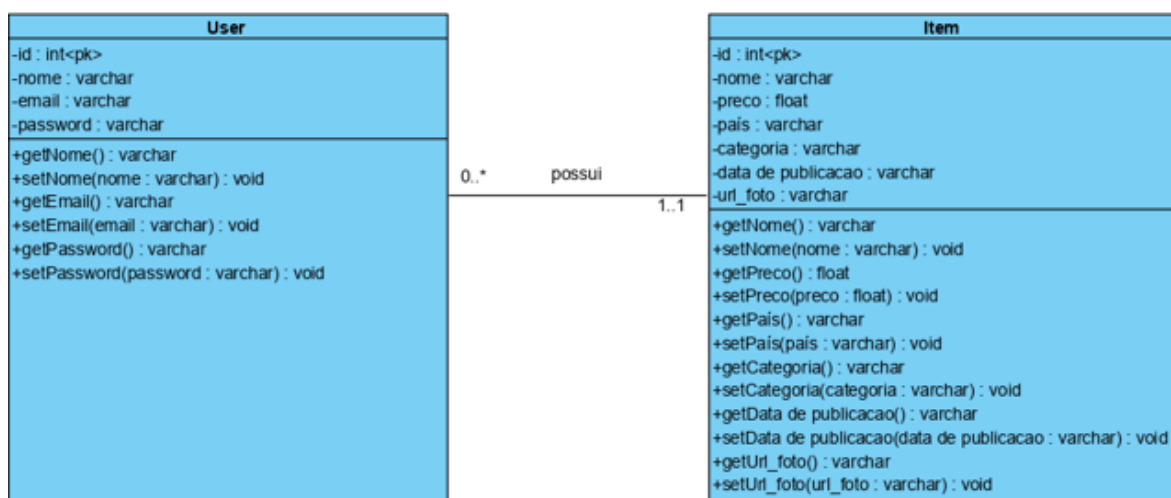 User
-id : int<pk>
-nome : varchar
-email : varchar
-password : varchar
+getNome() : varchar
+setNome(nome : varchar) : void
+getEmail() : varchar
+setEmail(email : varchar) : void
+getPassword() : varchar
+setPassword(password : varchar) : void
0..*
possui
1..1
Item
-id : int<pk>
-nome : varchar
-preco : float
-país : varchar
-categoria : varchar
-data de publicacao : varchar
-url_foto : varchar
+getNome() : varchar
+setNome(nome : varchar) : void
+getPreco() : float
+setPreco(preco : float) : void
+getPaís() : varchar
+setPaís(país : varchar) : void
+getCategoria() : varchar
+setCategoria(categoria : varchar) : void
+getData de publicacao() : varchar
+setData de publicacao(data de publicacao : varchar) : void
+getUrl_foto() : varchar
+setUrl_foto(url_foto : varchar) : void